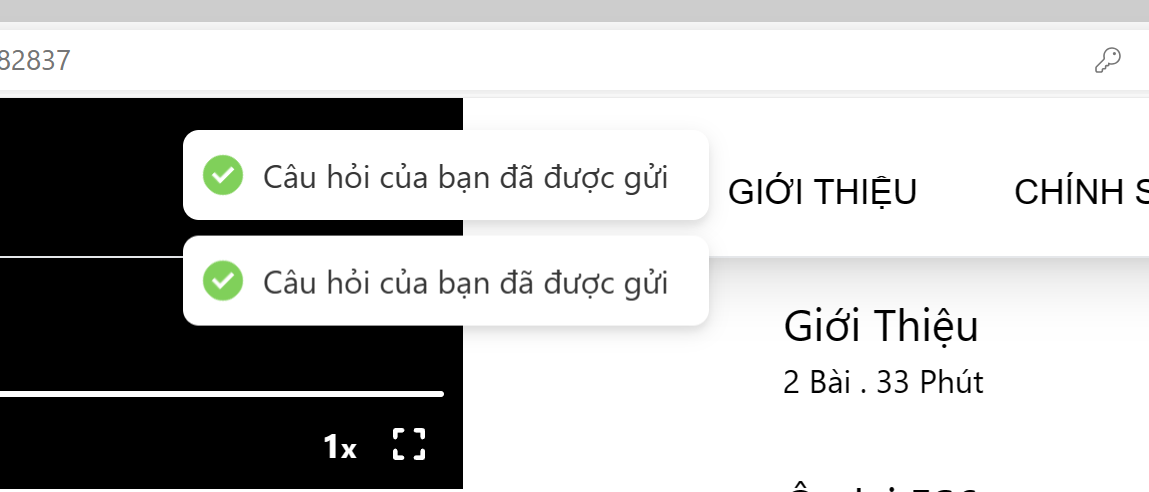 82837
Câu hỏi của bạn đã được gửi
GIỚI THIỆU CHÍNH S
Câu hỏi của bạn đã được gửi
Giới Thiệu
2 Bài . 33 Phút
1x